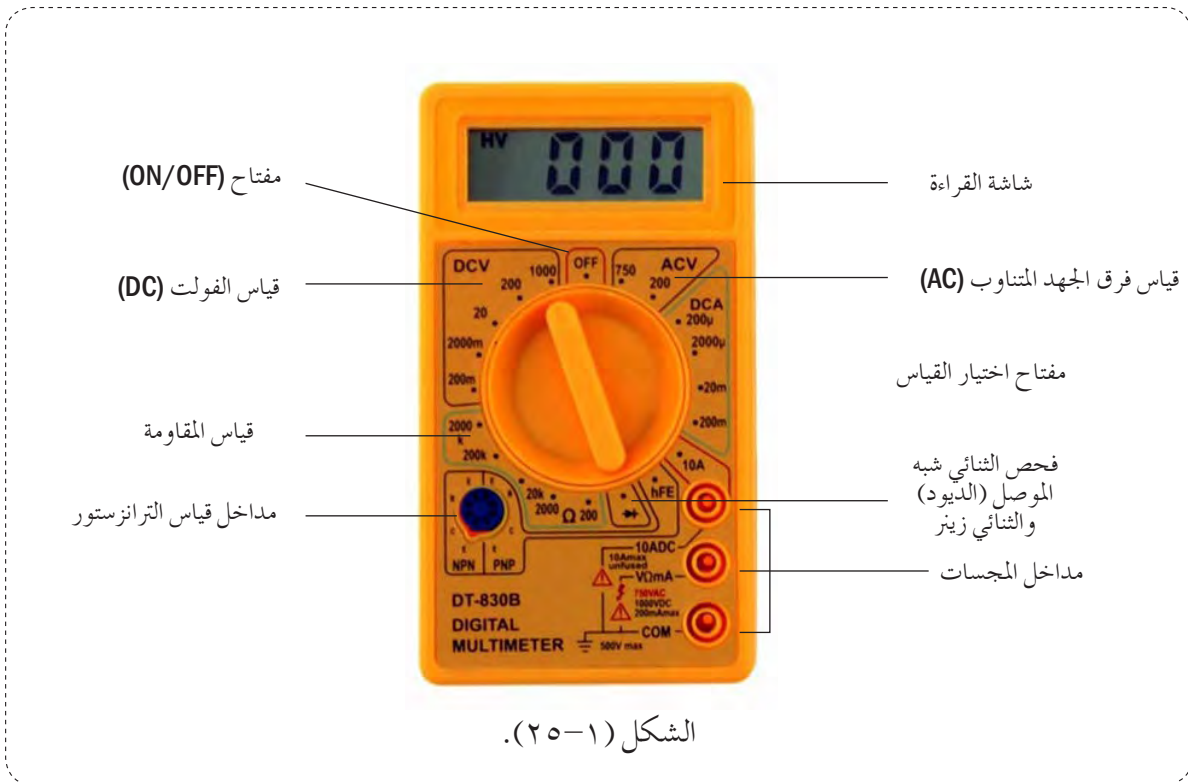 HV 000
مفتاح (ON/OFF)
شاشة القراءة
DCV
1000
OFF
750
ACV
200
200
قياس الفولت (DC)
قياس فرق الجهد المتناوب (AC)
20
DCA
200µ
2000m
2000µ
200m
20m
مفتاح اختيار القياس
2000
k
200m
قياس المقاومة
200k
10A
فحص الثنائي شبه
الموصل (الديود)
والثنائي زينر
20k
2000
Ω
200
hFE
مداخل قياس الترانزستور
NPN
PNP
10ADC
10Amax
unfused
VΩmA
مداخل المجسات
750VAC
1000VDC
200mAmax
DT-830B
DIGITAL
MULTIMETER
COM
500V max
الشكل (١-٢٥).